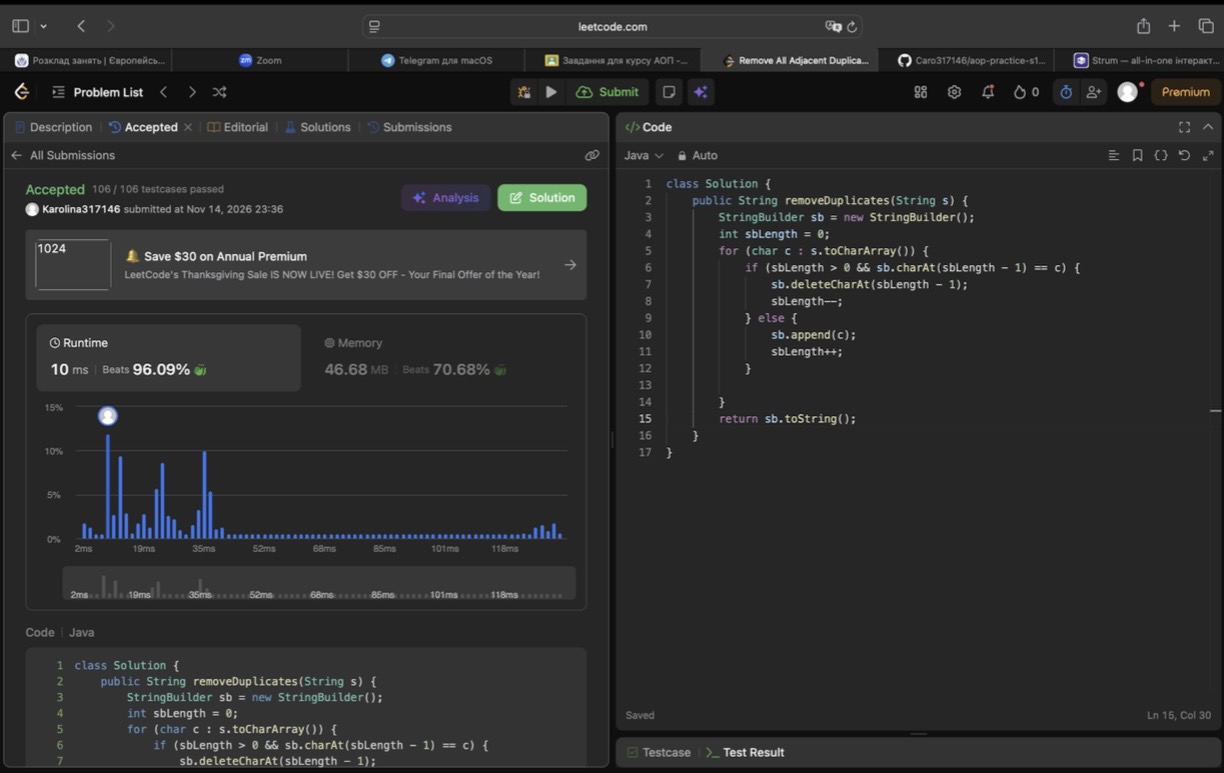 leetcode.com
Розклад занять | Європейсь...
Zoom
Telegram для macOS
Завдання для курсу АОП -...
Remove All Adjacent Duplica...
Caro317146/aop-practice-s1...
Strum — all-in-one інтеракт...
Problem List
Submit
0
Premium
Description
Accepted
Editorial
Solutions
Submissions
All Submissions
Accepted 106 / 106 testcases passed
Karolina317146 submitted at Nov 14, 2026 23:36
Analysis
Solution
1024
Save $30 on Annual Premium
LeetCode's Thanksgiving Sale IS NOW LIVE! Get $30 OFF - Your Final Offer of the Year!
Runtime
10 ms | Beats 96.09%
Memory
46.68 MB | Beats 70.68%
15%
10%
5%
0%
2ms 19ms 35ms 52ms 68ms 85ms 101ms 118ms
2ms 19ms 35ms 52ms 68ms 85ms 101ms 118ms
Code | Java
1 class Solution {
2 public String removeDuplicates(String s) {
3 StringBuilder sb = new StringBuilder();
4 int sbLength = 0;
5 for (char c : s.toCharArray()) {
6 if (sbLength > 0 && sb.charAt(sbLength - 1) == c) {
7 sb.deleteCharAt(sbLength - 1);
</> Code
Java
Auto
1 class Solution {
2 public String removeDuplicates(String s) {
3 StringBuilder sb = new StringBuilder();
4 int sbLength = 0;
5 for (char c : s.toCharArray()) {
6 if (sbLength > 0 && sb.charAt(sbLength - 1) == c) {
7 sb.deleteCharAt(sbLength - 1);
8 sbLength--;
9 } else {
10 sb.append(c);
11 sbLength++;
12 }
13
14 }
15 return sb.toString();
16 }
17 }
Saved
Ln 15, Col 30
Testcase
Test Result